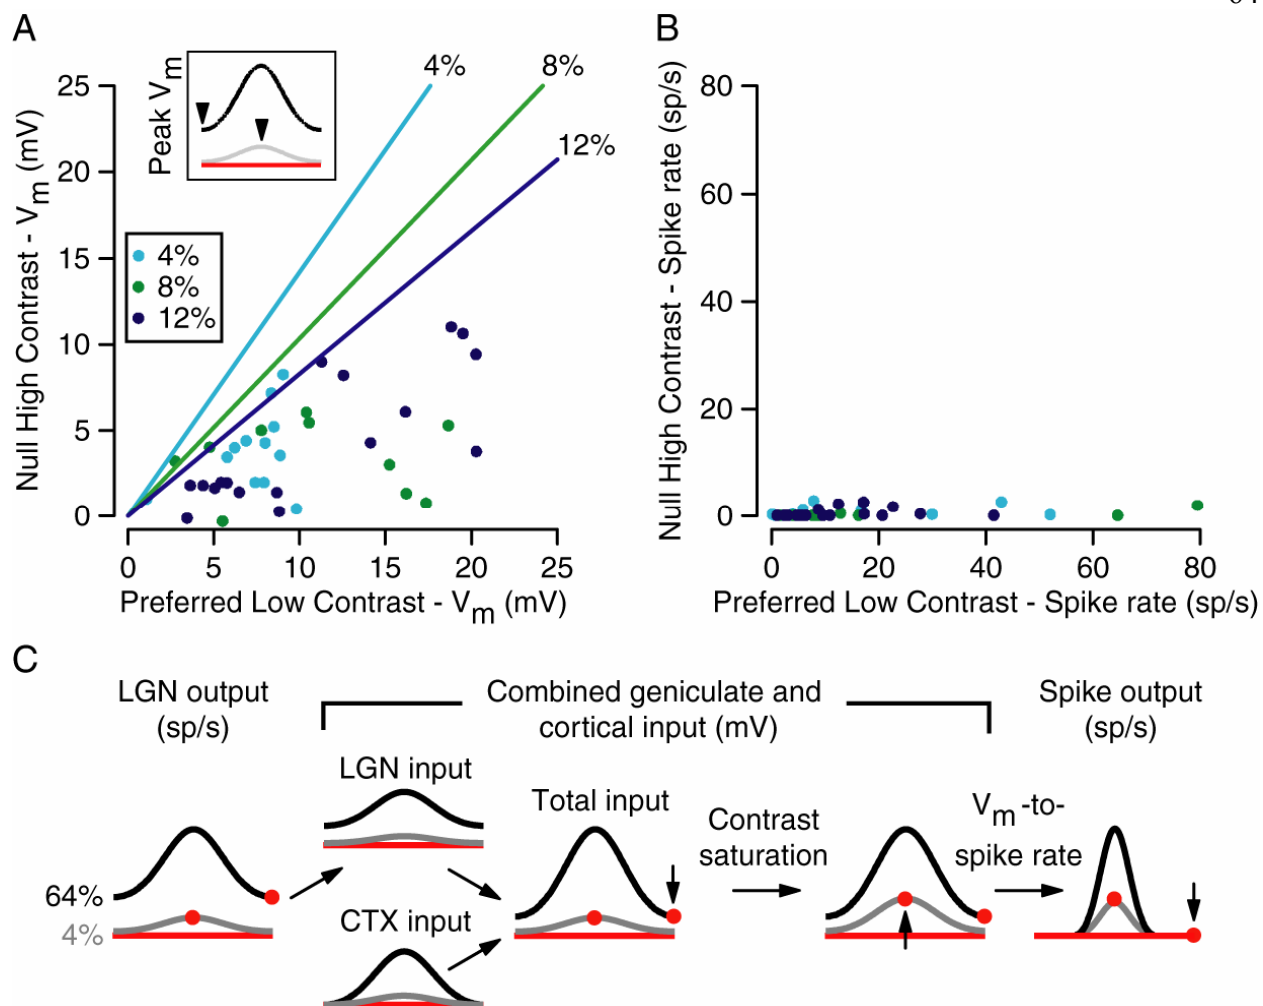 A
B
4%
8%
12%
Peak Vm
25
20
15
10
5
0
Null High Contrast - Vm (mV)
4%
8%
12%
0 5 10 15 20 25
Preferred Low Contrast - Vm (mV)
80
60
40
20
0
Null High Contrast - Spike rate (sp/s)
0 20 40 60 80
Preferred Low Contrast - Spike rate (sp/s)
C
LGN output
(sp/s)
Combined geniculate and
cortical input (mV)
Spike output
(sp/s)
LGN input
CTX input
Total input
Contrast
saturation
Vm-to-
spike rate
64%
4%